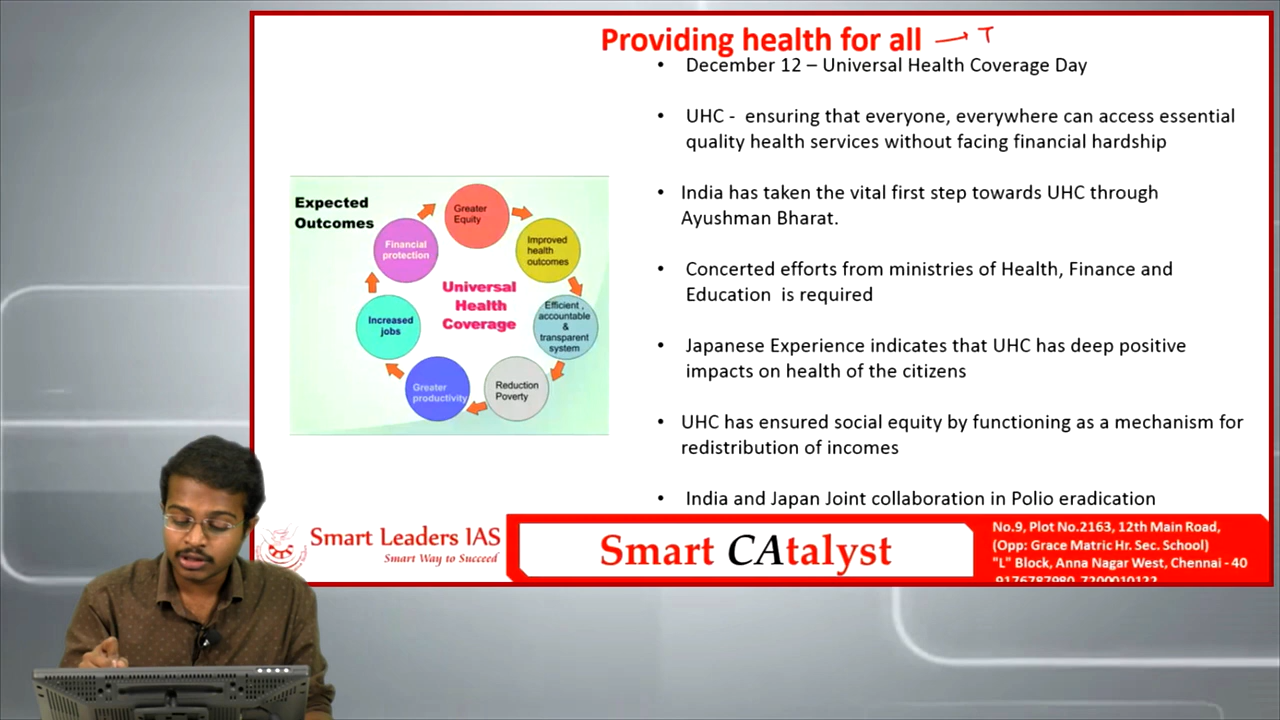 Providing health for all → T
• December 12 – Universal Health Coverage Day
• UHC - ensuring that everyone, everywhere can access essential
quality health services without facing financial hardship
• India has taken the vital first step towards UHC through
Ayushman Bharat.
• Concerted efforts from ministries of Health, Finance and
Education is required
• Japanese Experience indicates that UHC has deep positive
impacts on health of the citizens
• UHC has ensured social equity by functioning as a mechanism for
redistribution of incomes
• India and Japan Joint collaboration in Polio eradication
Expected
Outcomes
Greater
Equity
Improved
health
outcomes
Efficient,
accountable
&
transparent
system
Reduction
Poverty
Greater
productivity
Increased
jobs
Financial
protection
Universal
Health
Coverage
Smart Leaders IAS
Smart Way to Succeed
Smart CAtalyst
No.9, Plot No.2163, 12th Main Road,
(Opp: Grace Matric Hr. Sec. School)
"L" Block, Anna Nagar West, Chennai - 40
9176787980, 7200010122